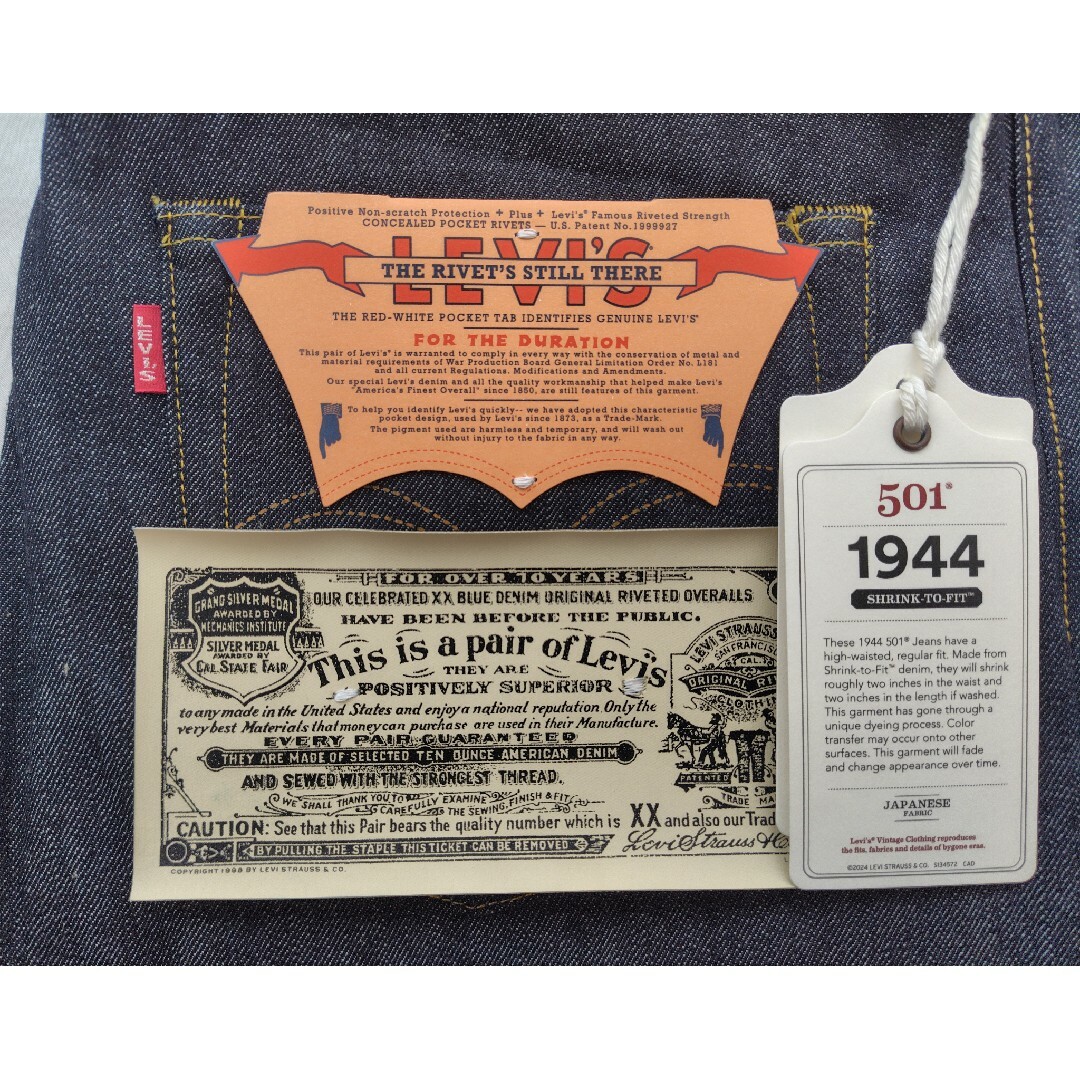 Positive Non-scratch Protection + Plus + Levi's® Famous Riveted Strength
CONCEALED POCKET RIVETS — U.S. Patent No. 1999927
LEVI'S®
THE RIVET'S STILL THERE
THE RED-WHITE POCKET TAB IDENTIFIES GENUINE LEVI'S®
FOR THE DURATION
This pair of Levi's® is warranted to comply in every way with the conservation of metal and
material requirements of War Production Board General Limitation Order No. L181
and all current Regulations. Modifications and Amendments.
Our special Levi's denim and all the quality workmanship that helped make Levi's
"America's Finest Overall" since 1850, are still features of this garment.
To help you identify Levi's quickly-- we have adopted this characteristic
pocket design, used by Levi's since 1873, as a Trade-Mark.
The pigment used are harmless and temporary, and will wash out
without injury to the fabric in any way.
LEVI'S
FOR OVER 70 YEARS
OUR CELEBRATED XX BLUE DENIM ORIGINAL RIVETED OVERALLS
HAVE BEEN BEFORE THE PUBLIC.
GRAND SILVER MEDAL
AWARDED BY
MECHANICS INSTITUTE
SILVER MEDAL
AWARDED BY
CAL. STATE FAIR
This is a pair of Levi's
THEY ARE
POSITIVELY SUPERIOR
to any made in the United States and enjoy a national reputation. Only the
very best Materials that money can purchase are used in their Manufacture.
EVERY PAIR GUARANTEED
THEY ARE MADE OF SELECTED TEN OUNCE AMERICAN DENIM
AND SEWED WITH THE STRONGEST THREAD.
WE SHALL THANK YOU TO CAREFULLY EXAMINE THE SEWING, FINISH & FIT
CAUTION: See that this Pair bears the quality number which is XX and also our Trad
BY PULLING THE STAPLE THIS TICKET CAN BE REMOVED
Levi Strauss & Co
COPYRIGHT 1998 BY LEVI STRAUSS & CO.
LEVI STRAUSS
SAN FRANCISC
CAL.
ORIGINAL RIV
CLOTHIN
PATENTED
TRADE MA
501®
1944
SHRINK-TO-FIT™
These 1944 501® Jeans have a
high-waisted, regular fit. Made from
Shrink-to-Fit™ denim, they will shrink
roughly two inches in the waist and
two inches in the length if washed.
This garment has gone through a
unique dyeing process. Color
transfer may occur onto other
surfaces. This garment will fade
and change appearance over time.
JAPANESE
FABRIC
Levi's® Vintage Clothing reproduces
the fits, fabrics and details of bygone eras.
©2024 LEVI STRAUSS & CO. 5134572 EAD